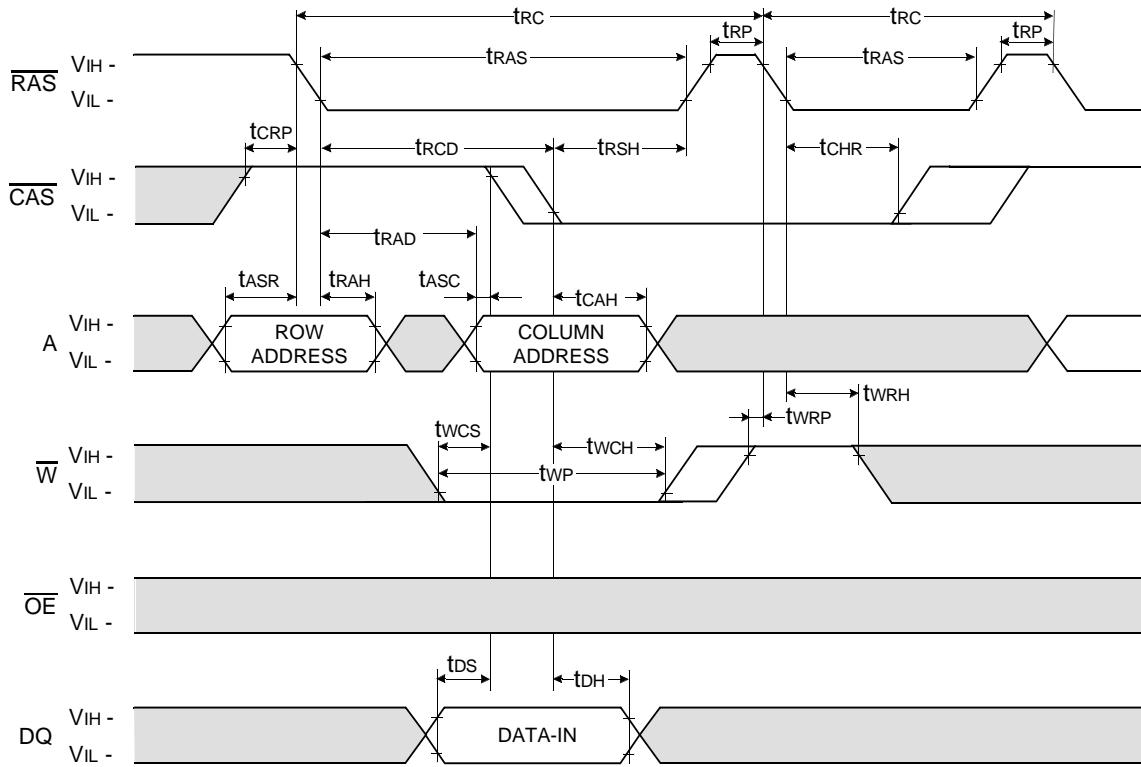 tRC tRC
tRP tRP
RAS VIH - tRAS tRAS
VIL -
tCRP tRCD tRSH tCHR
CAS VIH -
VIL -
tRAD
tASR tRAH tASC tCAH
A VIH - ROW ADDRESS COLUMN ADDRESS
VIL -
tWRH
tWRP
tWCS tWCH
W VIH - tWP
VIL -
OE VIH -
VIL -
tDS tDH
DQ VIH - DATA-IN
VIL -